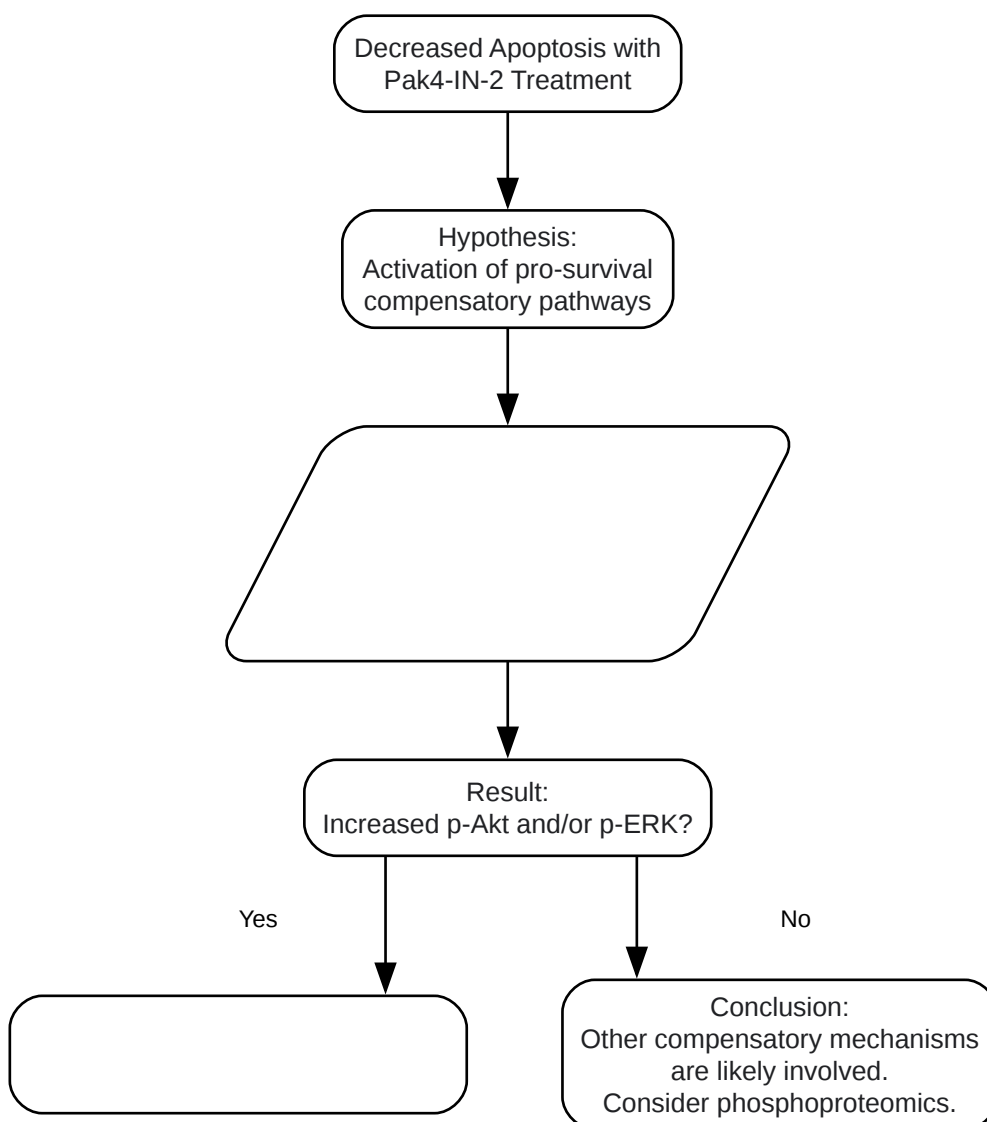 Decreased Apoptosis with
Pak4-IN-2 Treatment
Hypothesis:
Activation of pro-survival
compensatory pathways
Result:
Increased p-Akt and/or p-ERK?
Yes
No
Conclusion:
Other compensatory mechanisms
are likely involved.
Consider phosphoproteomics.